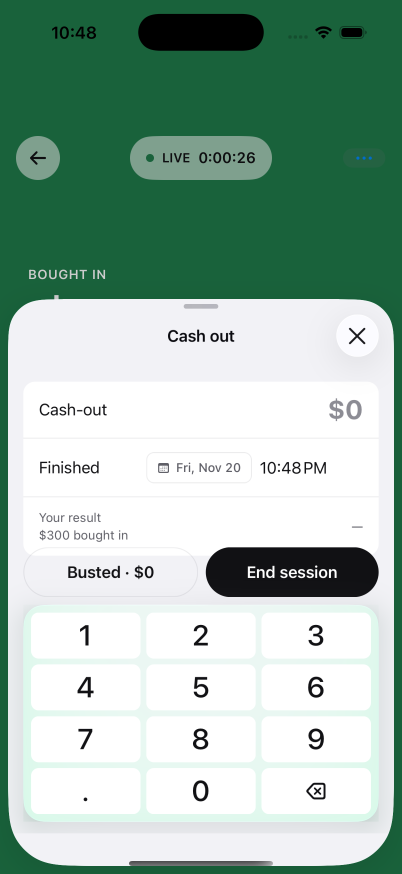 10:48
LIVE 0:00:26
BOUGHT IN
Cash out
Cash-out $0
Finished Fri, Nov 20 10:48 PM
Your result
$300 bought in –
Busted · $0 End session
1 2 3
4 5 6
7 8 9
. 0